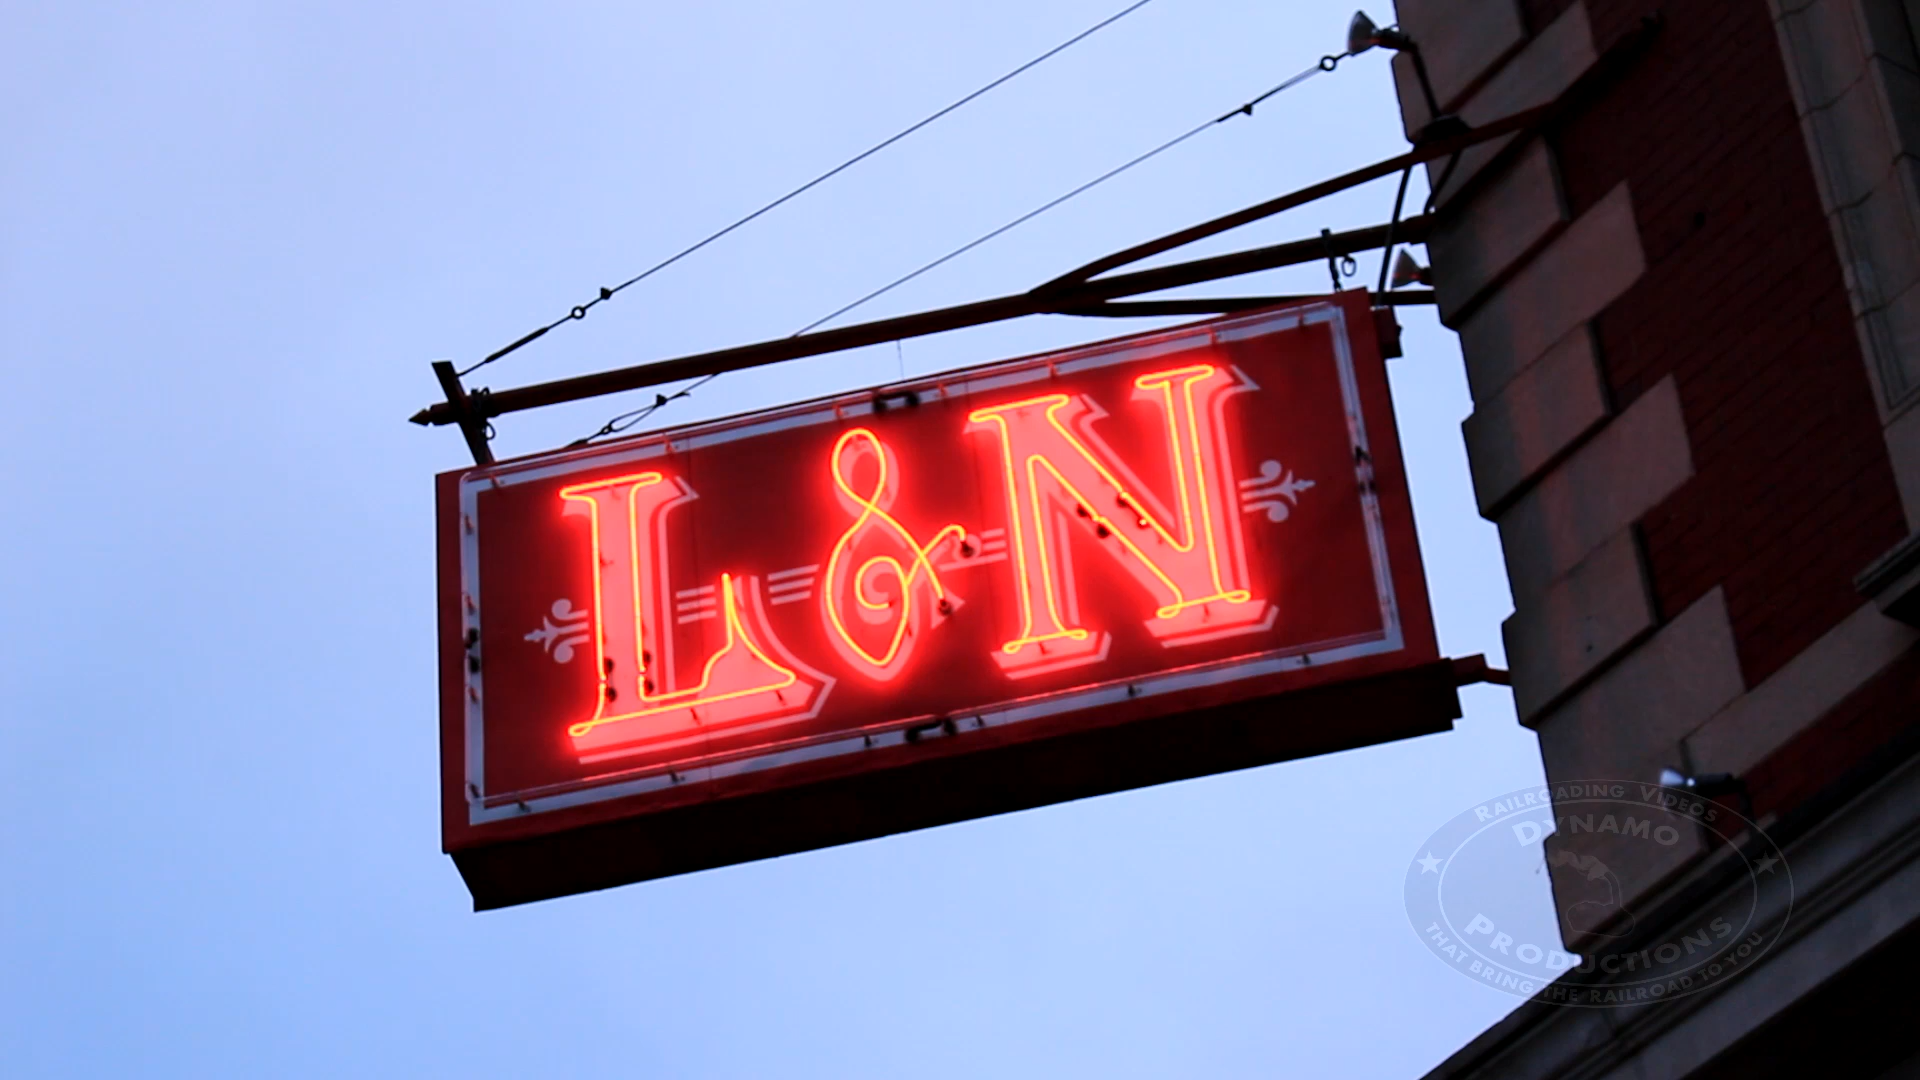 L&N
RAILROADING VIDEOS
DYNAMO
PRODUCTIONS
THAT BRING THE RAILROAD TO YOU